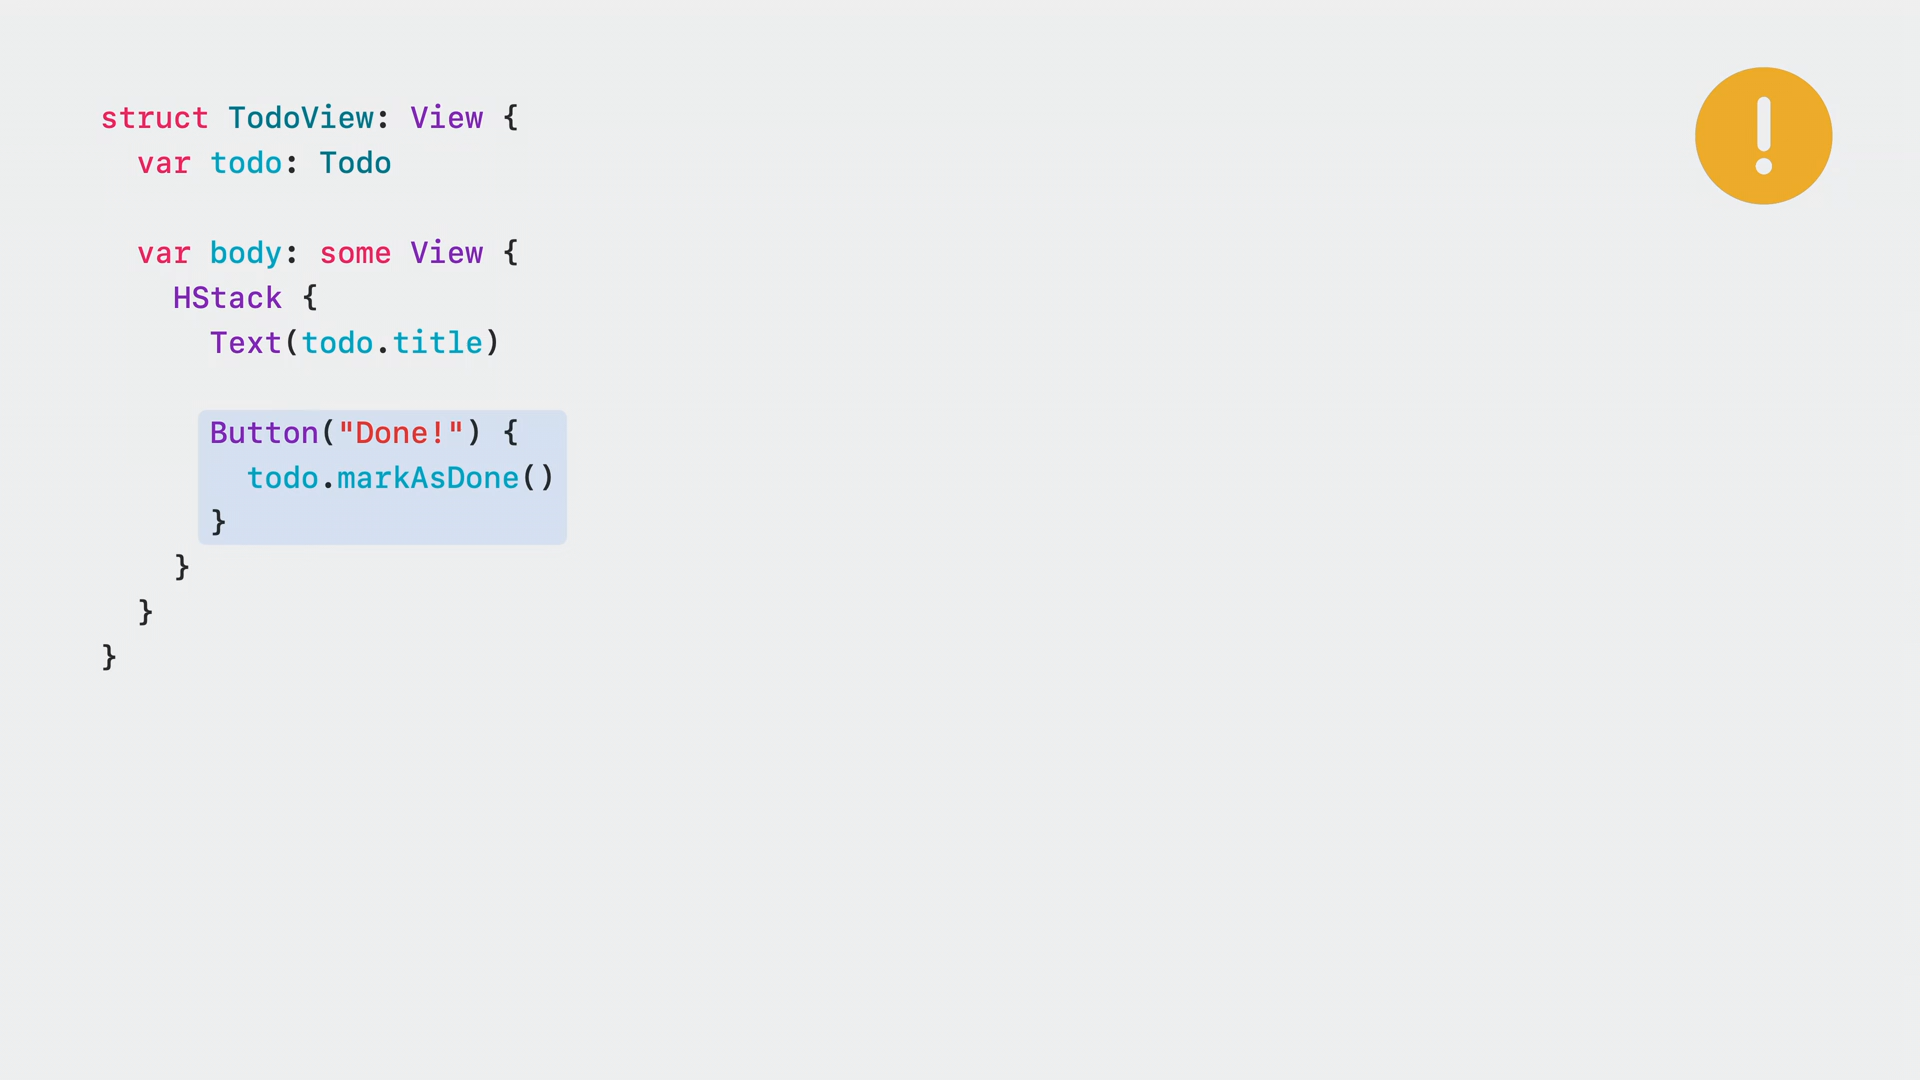 struct TodoView: View {
  var todo: Todo

  var body: some View {
    HStack {
      Text(todo.title)

      Button("Done!") {
        todo.markAsDone()
      }
    }
  }
}